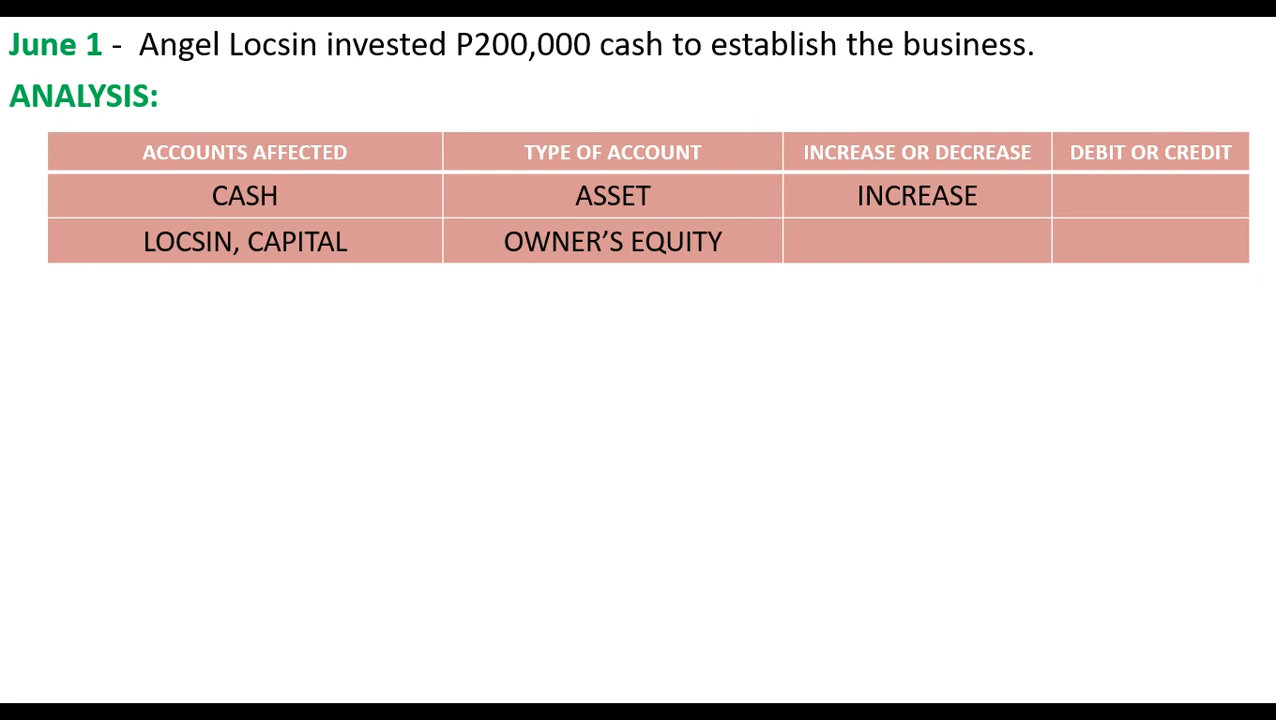 June 1 - Angel Locsin invested P200,000 cash to establish the business.
ANALYSIS:
ACCOUNTS AFFECTED TYPE OF ACCOUNT INCREASE OR DECREASE DEBIT OR CREDIT
CASH ASSET INCREASE
LOCSIN, CAPITAL OWNER’S EQUITY